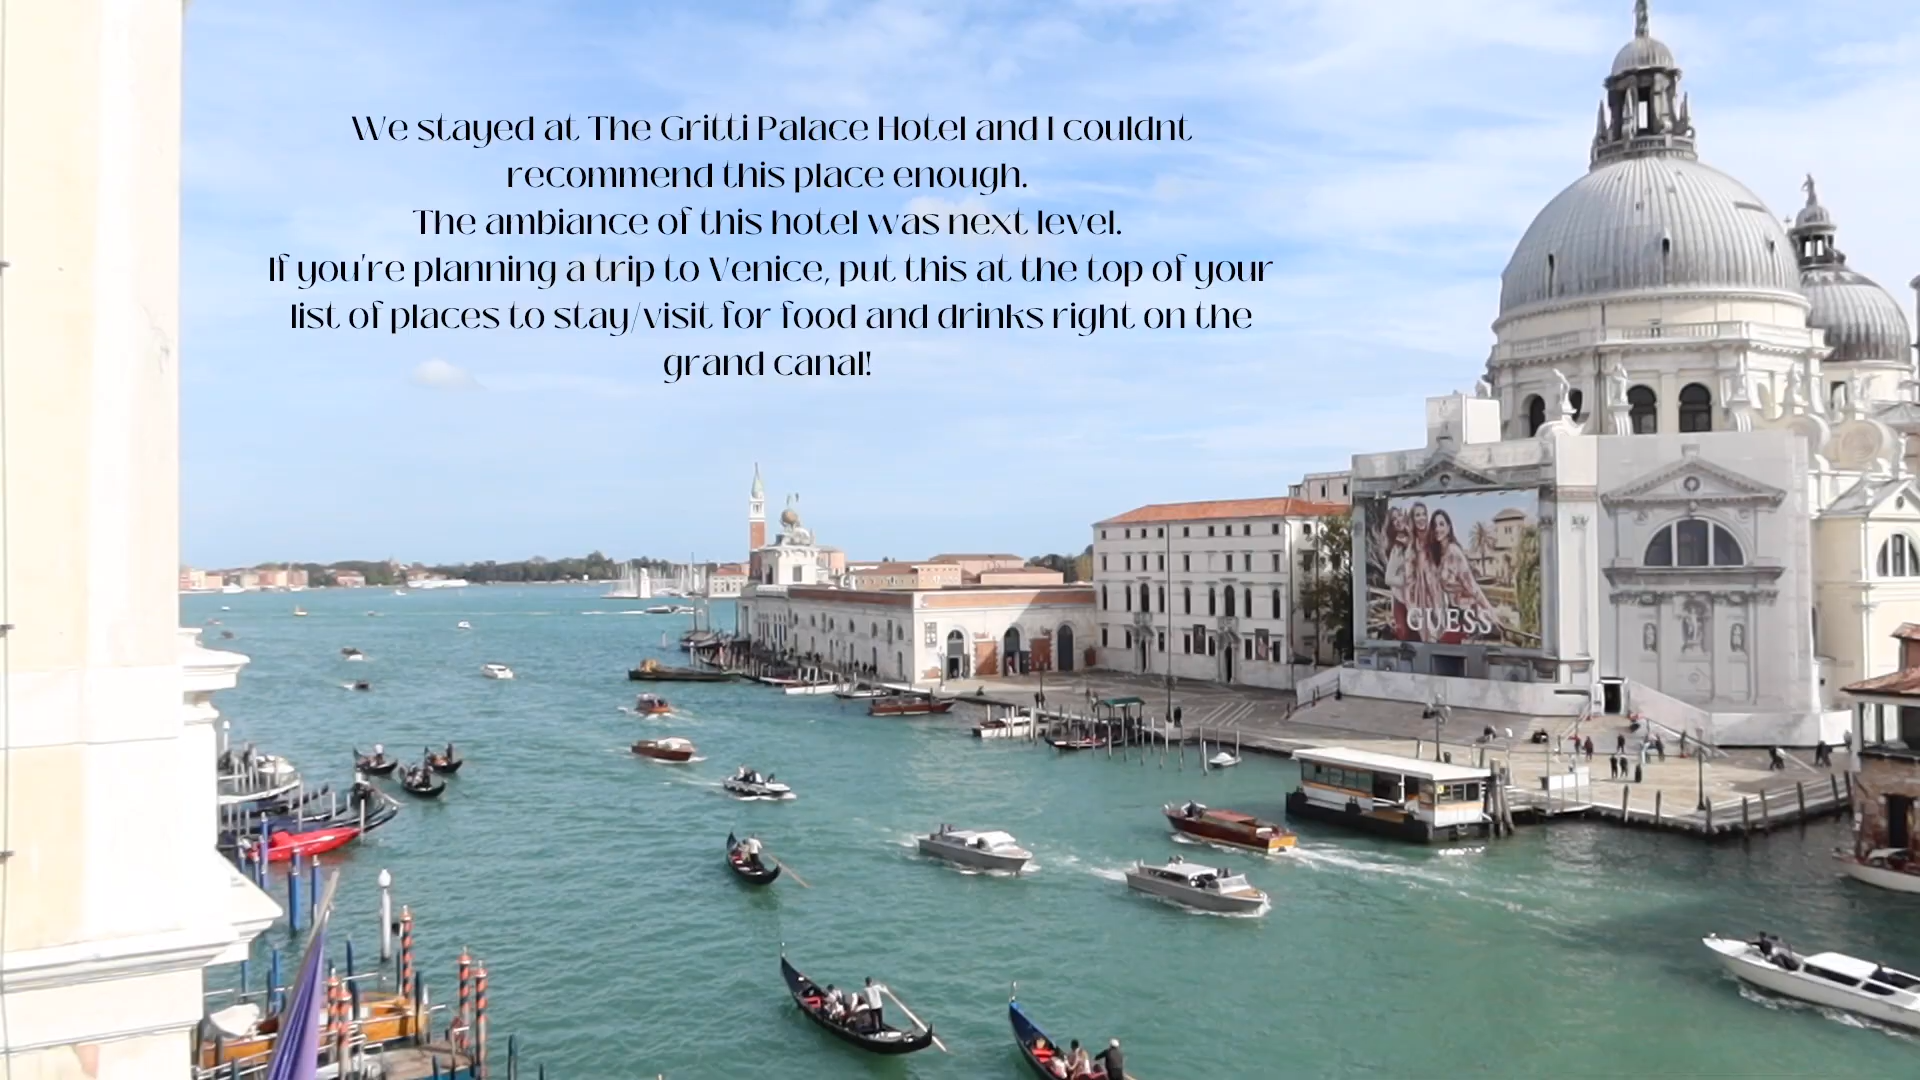 We stayed at The Gritti Palace Hotel and I couldnt
recommend this place enough.
The ambiance of this hotel was next level.
If you're planning a trip to Venice, put this at the top of your
list of places to stay/visit for food and drinks right on the
grand canal!
GUESS